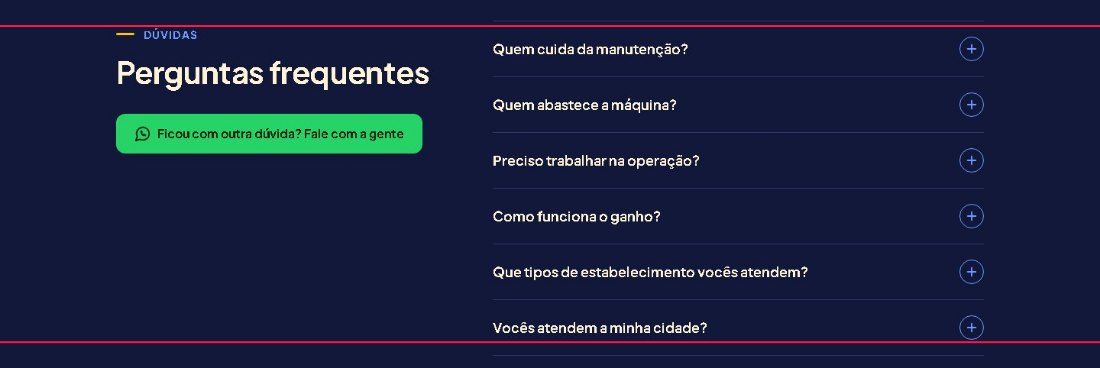 DÚVIDAS
Perguntas frequentes
Ficou com outra dúvida? Fale com a gente
Quem cuida da manutenção?
Quem abastece a máquina?
Preciso trabalhar na operação?
Como funciona o ganho?
Que tipos de estabelecimento vocês atendem?
Vocês atendem a minha cidade?